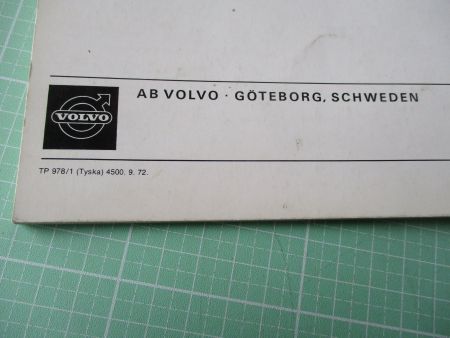 VOLVO
AB VOLVO · GÖTEBORG, SCHWEDEN
TP 978/1 (Tyska) 4500. 9. 72.